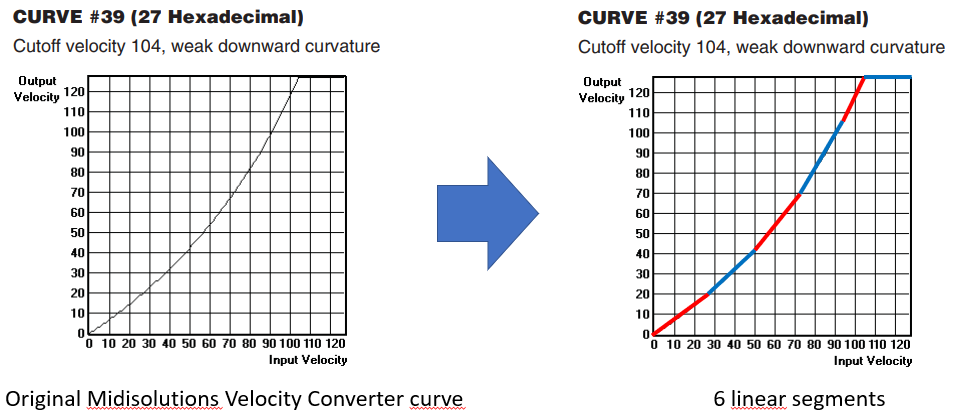 CURVE #39 (27 Hexadecimal)
Cutoff velocity 104, weak downward curvature
Output
Velocity
120
110
100
90
80
70
60
50
40
30
20
10
0
0 10 20 30 40 50 60 70 80 90 100 110 120
Input Velocity
Original Midisolutions Velocity Converter curve
CURVE #39 (27 Hexadecimal)
Cutoff velocity 104, weak downward curvature
Output
Velocity
120
110
100
90
80
70
60
50
40
30
20
10
0
0 10 20 30 40 50 60 70 80 90 100 110 120
Input Velocity
6 linear segments